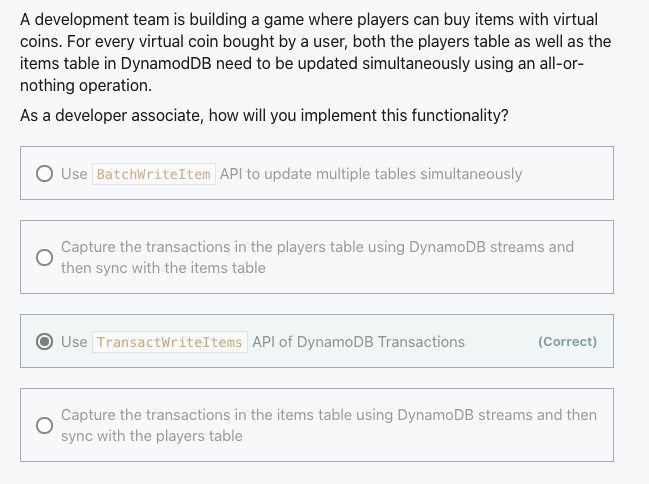 A development team is building a game where players can buy items with virtual
coins. For every virtual coin bought by a user, both the players table as well as the
items table in DynamodDB need to be updated simultaneously using an all-or-
nothing operation.
As a developer associate, how will you implement this functionality?
Use BatchWriteItem API to update multiple tables simultaneously
Capture the transactions in the players table using DynamoDB streams and
then sync with the items table
Use TransactWriteItems API of DynamoDB Transactions (Correct)
Capture the transactions in the items table using DynamoDB streams and then
sync with the players table